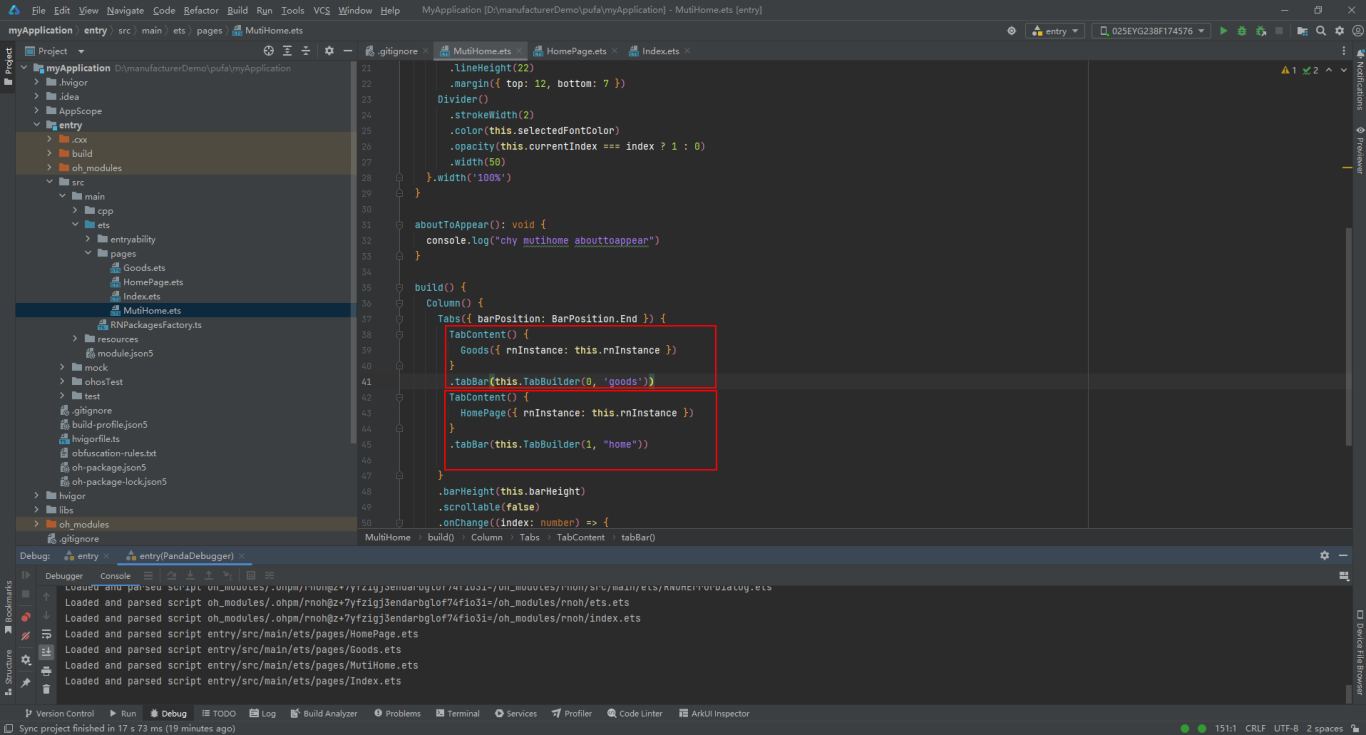 File Edit View Navigate Code Refactor Build Run Tools VCS Window Help MyApplication [D:\manufacturerDemo\pufa\myApplication] - MutiHome.ets [entry]
myApplication entry src main ets pages MutiHome.ets entry 025EYG238F174576
Project .gitignore MutiHome.ets HomePage.ets Index.ets
myApplication D:\manufacturerDemo\pufa\myApplication
.hvigor
.idea
AppScope
entry
.cxx
build
oh_modules
src
main
cpp
ets
entryability
pages
Goods.ets
HomePage.ets
Index.ets
MutiHome.ets
RNPackagesFactory.ts
resources
module.json5
mock
ohosTest
test
.gitignore
build-profile.json5
hvigorfile.ts
obfuscation-rules.txt
oh-package.json5
oh-package-lock.json5
hvigor
libs
oh_modules
.gitignore
21 .lineHeight(22)
22 .margin({ top: 12, bottom: 7 })
23 Divider()
24 .strokeWidth(2)
25 .color(this.selectedFontColor)
26 .opacity(this.currentIndex === index ? 1 : 0)
27 .width(50)
28 }.width('100%')
29 }
30
31 aboutToAppear(): void {
32 console.log("chy mutihome abouttoappear")
33 }
34
35 build() {
36 Column() {
37 Tabs({ barPosition: BarPosition.End }) {
38 TabContent() {
39 Goods({ rnInstance: this.rnInstance })
40 }
41 .tabBar(this.TabBuilder(0, 'goods'))
42 TabContent() {
43 HomePage({ rnInstance: this.rnInstance })
44 }
45 .tabBar(this.TabBuilder(1, "home"))
46
47 }
48 .barHeight(this.barHeight)
49 .scrollable(false)
50 .onChange((index: number) => {
1 2
MutiHome build() Column Tabs TabContent tabBar()
Project
Bookmarks
Structure
Notifications
Previewer
Device File Browser
Debug: entry entry(PandaDebugger)
Debugger Console
Loaded and parsed script oh_modules/.ohpm/rnoh@z+7yfzigj3endarbglof74fio3i=/oh_modules/rnoh/src/main/ets/RNOHErrorDialog.ets
Loaded and parsed script oh_modules/.ohpm/rnoh@z+7yfzigj3endarbglof74fio3i=/oh_modules/rnoh/ets.ets
Loaded and parsed script oh_modules/.ohpm/rnoh@z+7yfzigj3endarbglof74fio3i=/oh_modules/rnoh/index.ets
Loaded and parsed script entry/src/main/ets/pages/HomePage.ets
Loaded and parsed script entry/src/main/ets/pages/Goods.ets
Loaded and parsed script entry/src/main/ets/pages/MutiHome.ets
Loaded and parsed script entry/src/main/ets/pages/Index.ets
Version Control Run Debug TODO Log Build Analyzer Problems Terminal Services Profiler Code Linter ArkUI Inspector
Sync project finished in 17 s 73 ms (19 minutes ago) 151:1 CRLF UTF-8 2 spaces